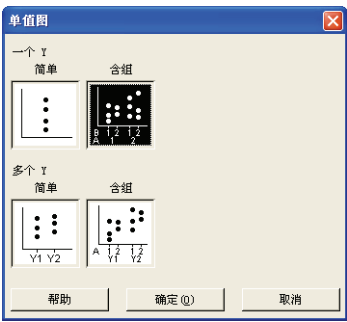 单值图
一个 Y
简单 含组
B 1 2 1 2
A 1 2
多个 Y
简单 含组
Y1 Y2
A 1 2 1 2
Y1 Y2
帮助 确定(O) 取消